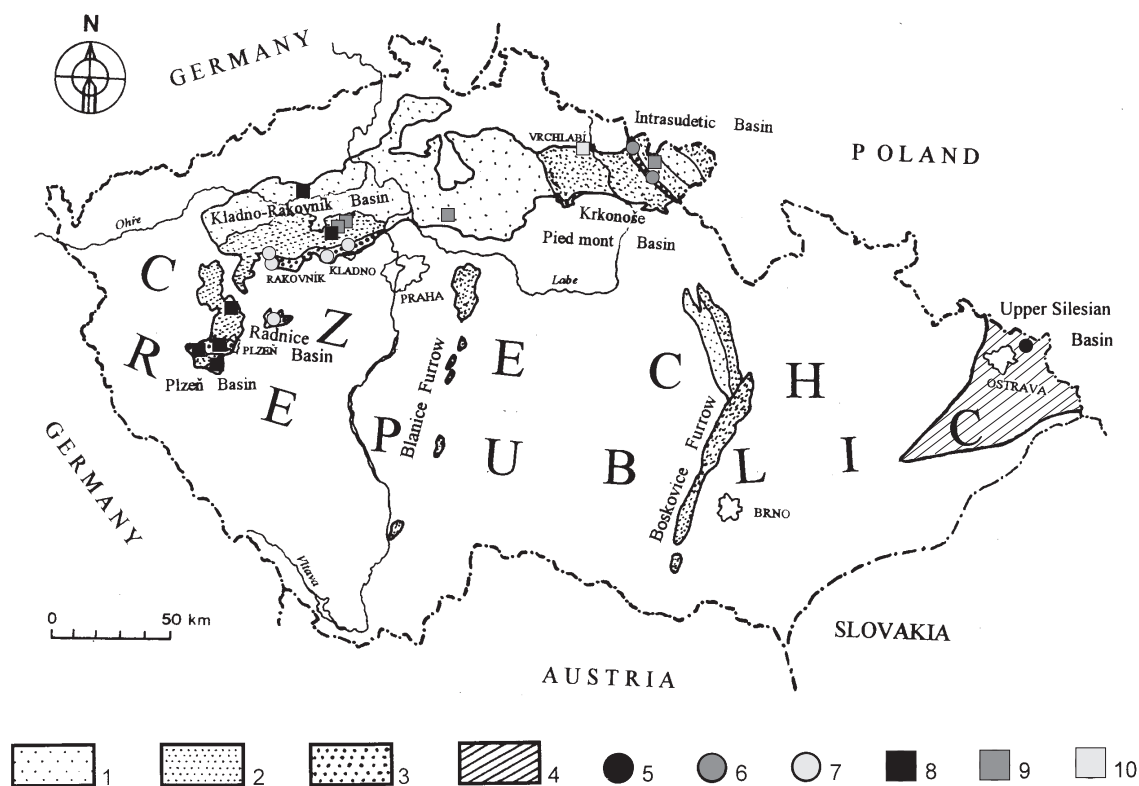 N
GERMANY
Intrasudetic Basin
VRCHLABÍ
POLAND
Ohře
Kladno-Rakovník Basin
Krkonoše
Pied mont Basin
RAKOVNÍK
KLADNO
PRAHA
Labe
CZECH
REPUBLIC
Radnice
Basin
PLZEŇ
Plzeň Basin
Blanice Furrow
Boskovice Furrow
BRNO
Upper Silesian
Basin
OSTRAVA
GERMANY
Vltava
0 50 km
SLOVAKIA
AUSTRIA
1 2 3 4 5 6 7 8 9 10